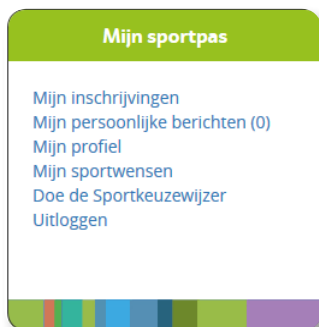 Mijn sportpas
Mijn inschrijvingen
Mijn persoonlijke berichten (0)
Mijn profiel
Mijn sportwensen
Doe de Sportkeuzewijzer
Uitloggen